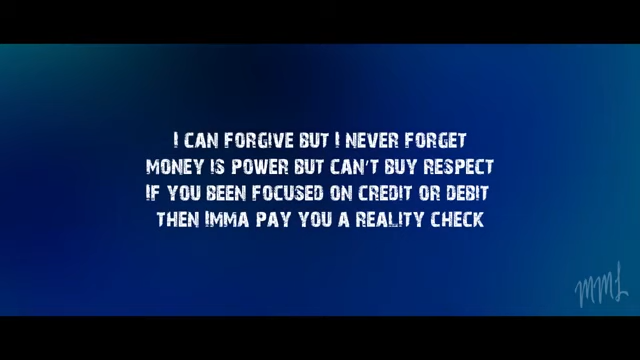 I CAN FORGIVE BUT I NEVER FORGET
MONEY IS POWER BUT CAN'T BUY RESPECT
IF YOU BEEN FOCUSED ON CREDIT OR DEBIT
THEN IMMA PAY YOU A REALITY CHECK
MML